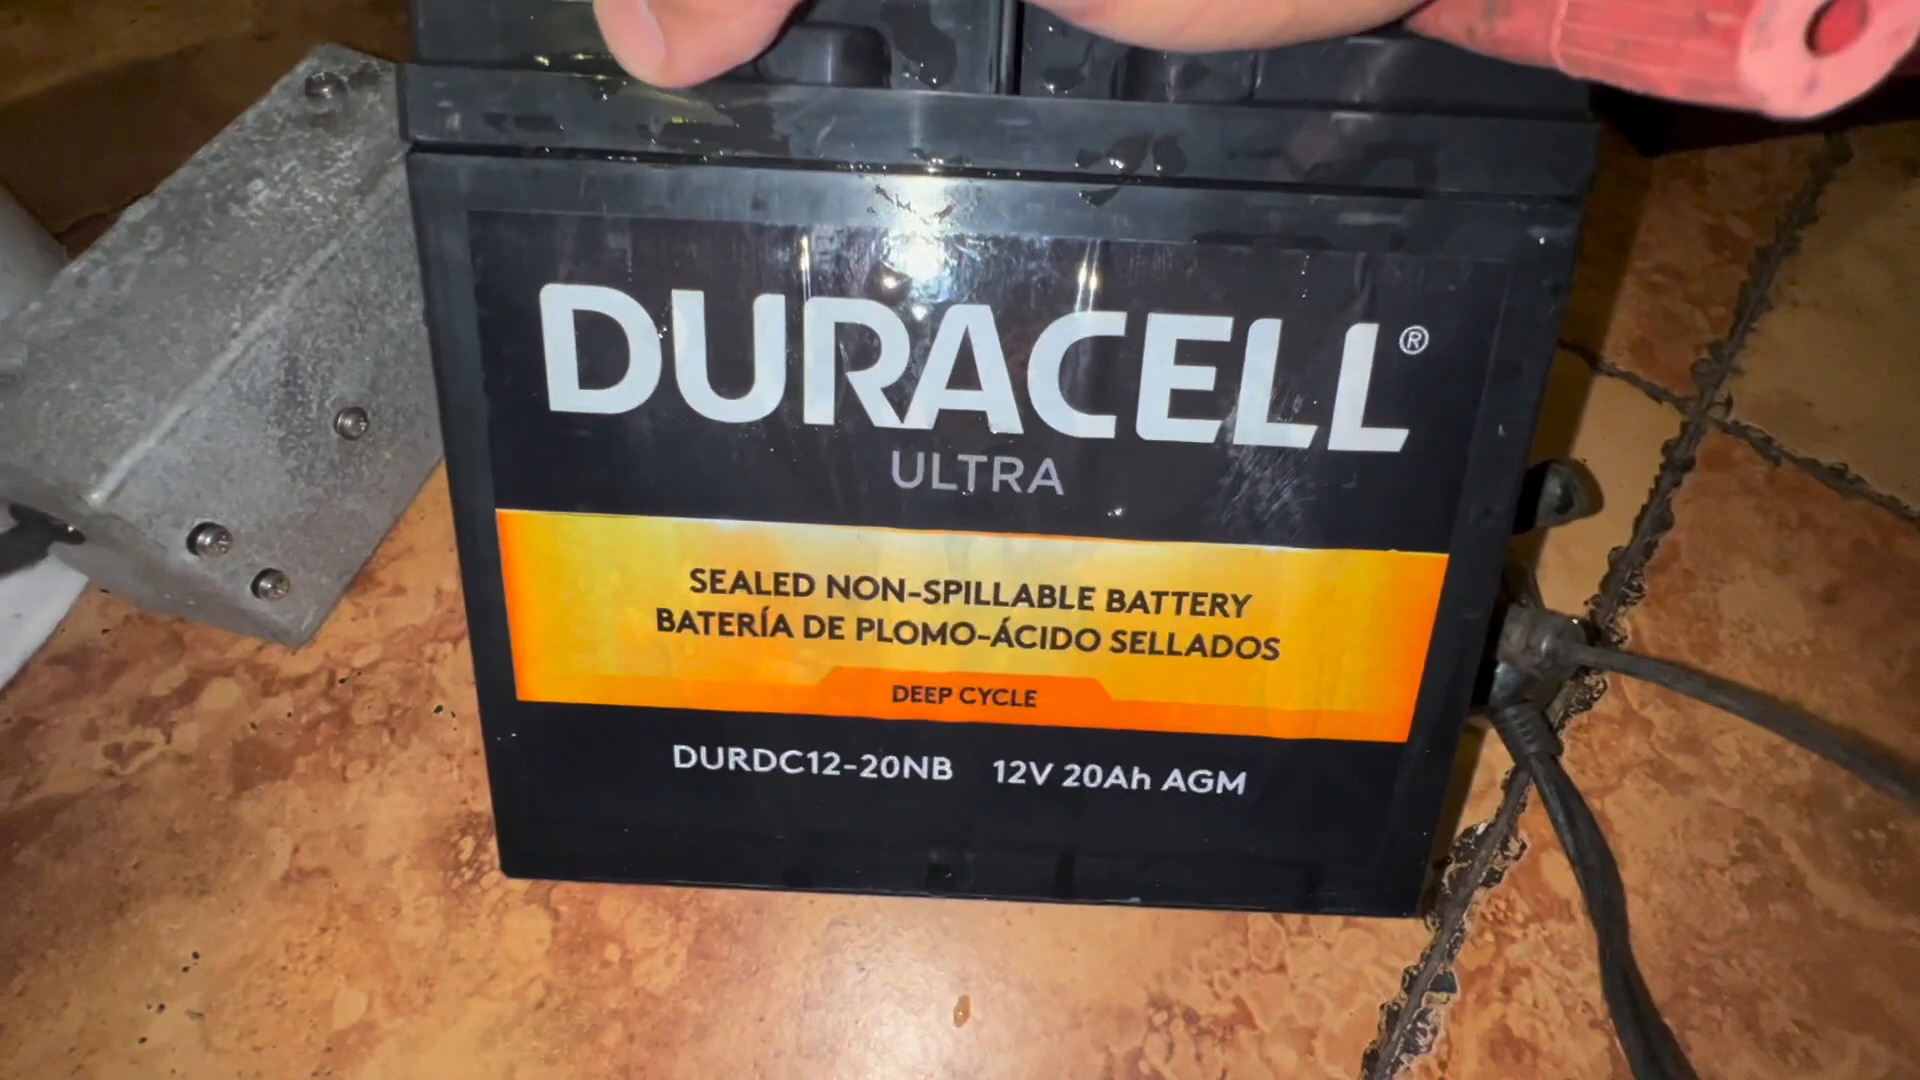 DURACELL®
ULTRA
SEALED NON-SPILLABLE BATTERY
BATERÍA DE PLOMO-ÁCIDO SELLADOS
DEEP CYCLE
DURDC12-20NB 12V 20Ah AGM